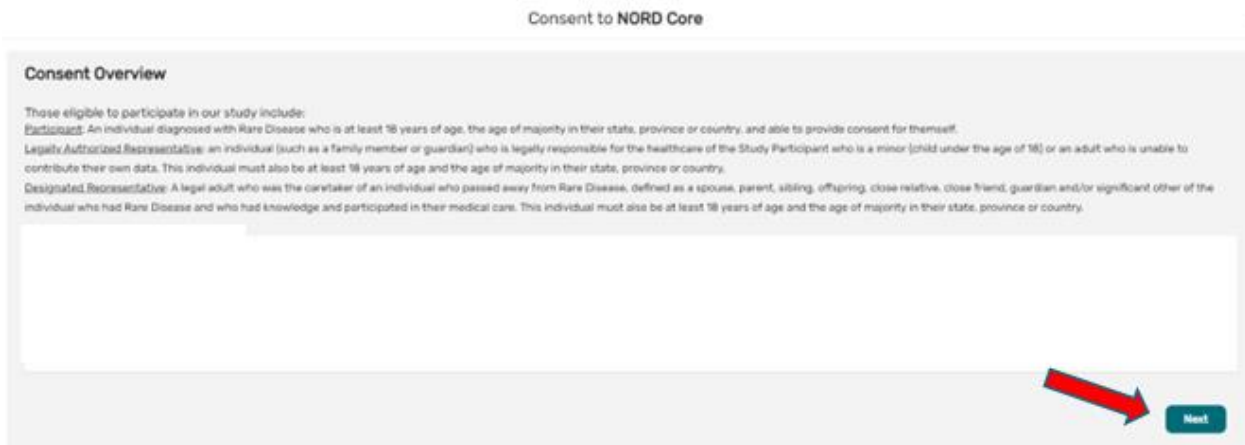 Consent to NORD Core
Consent Overview
Those eligible to participate in our study include:
Participant: An individual diagnosed with Rare Disease who is at least 18 years of age, the age of majority in their state, province or country, and able to provide consent for themself.
Legally Authorized Representative: an individual (such as a family member or guardian) who is legally responsible for the healthcare of the Study Participant who is a minor (child under the age of 18) or an adult who is unable to
contribute their own data. This individual must also be at least 18 years of age and the age of majority in their state, province or country.
Designated Representative: A legal adult who was the caretaker of an individual who passed away from Rare Disease, defined as a spouse, parent, sibling, offspring, close relative, close friend, guardian and/or significant other of the
individual who had Rare Disease and who had knowledge and participated in their medical care. This individual must also be at least 18 years of age and the age of majority in their state, province or country.
Next